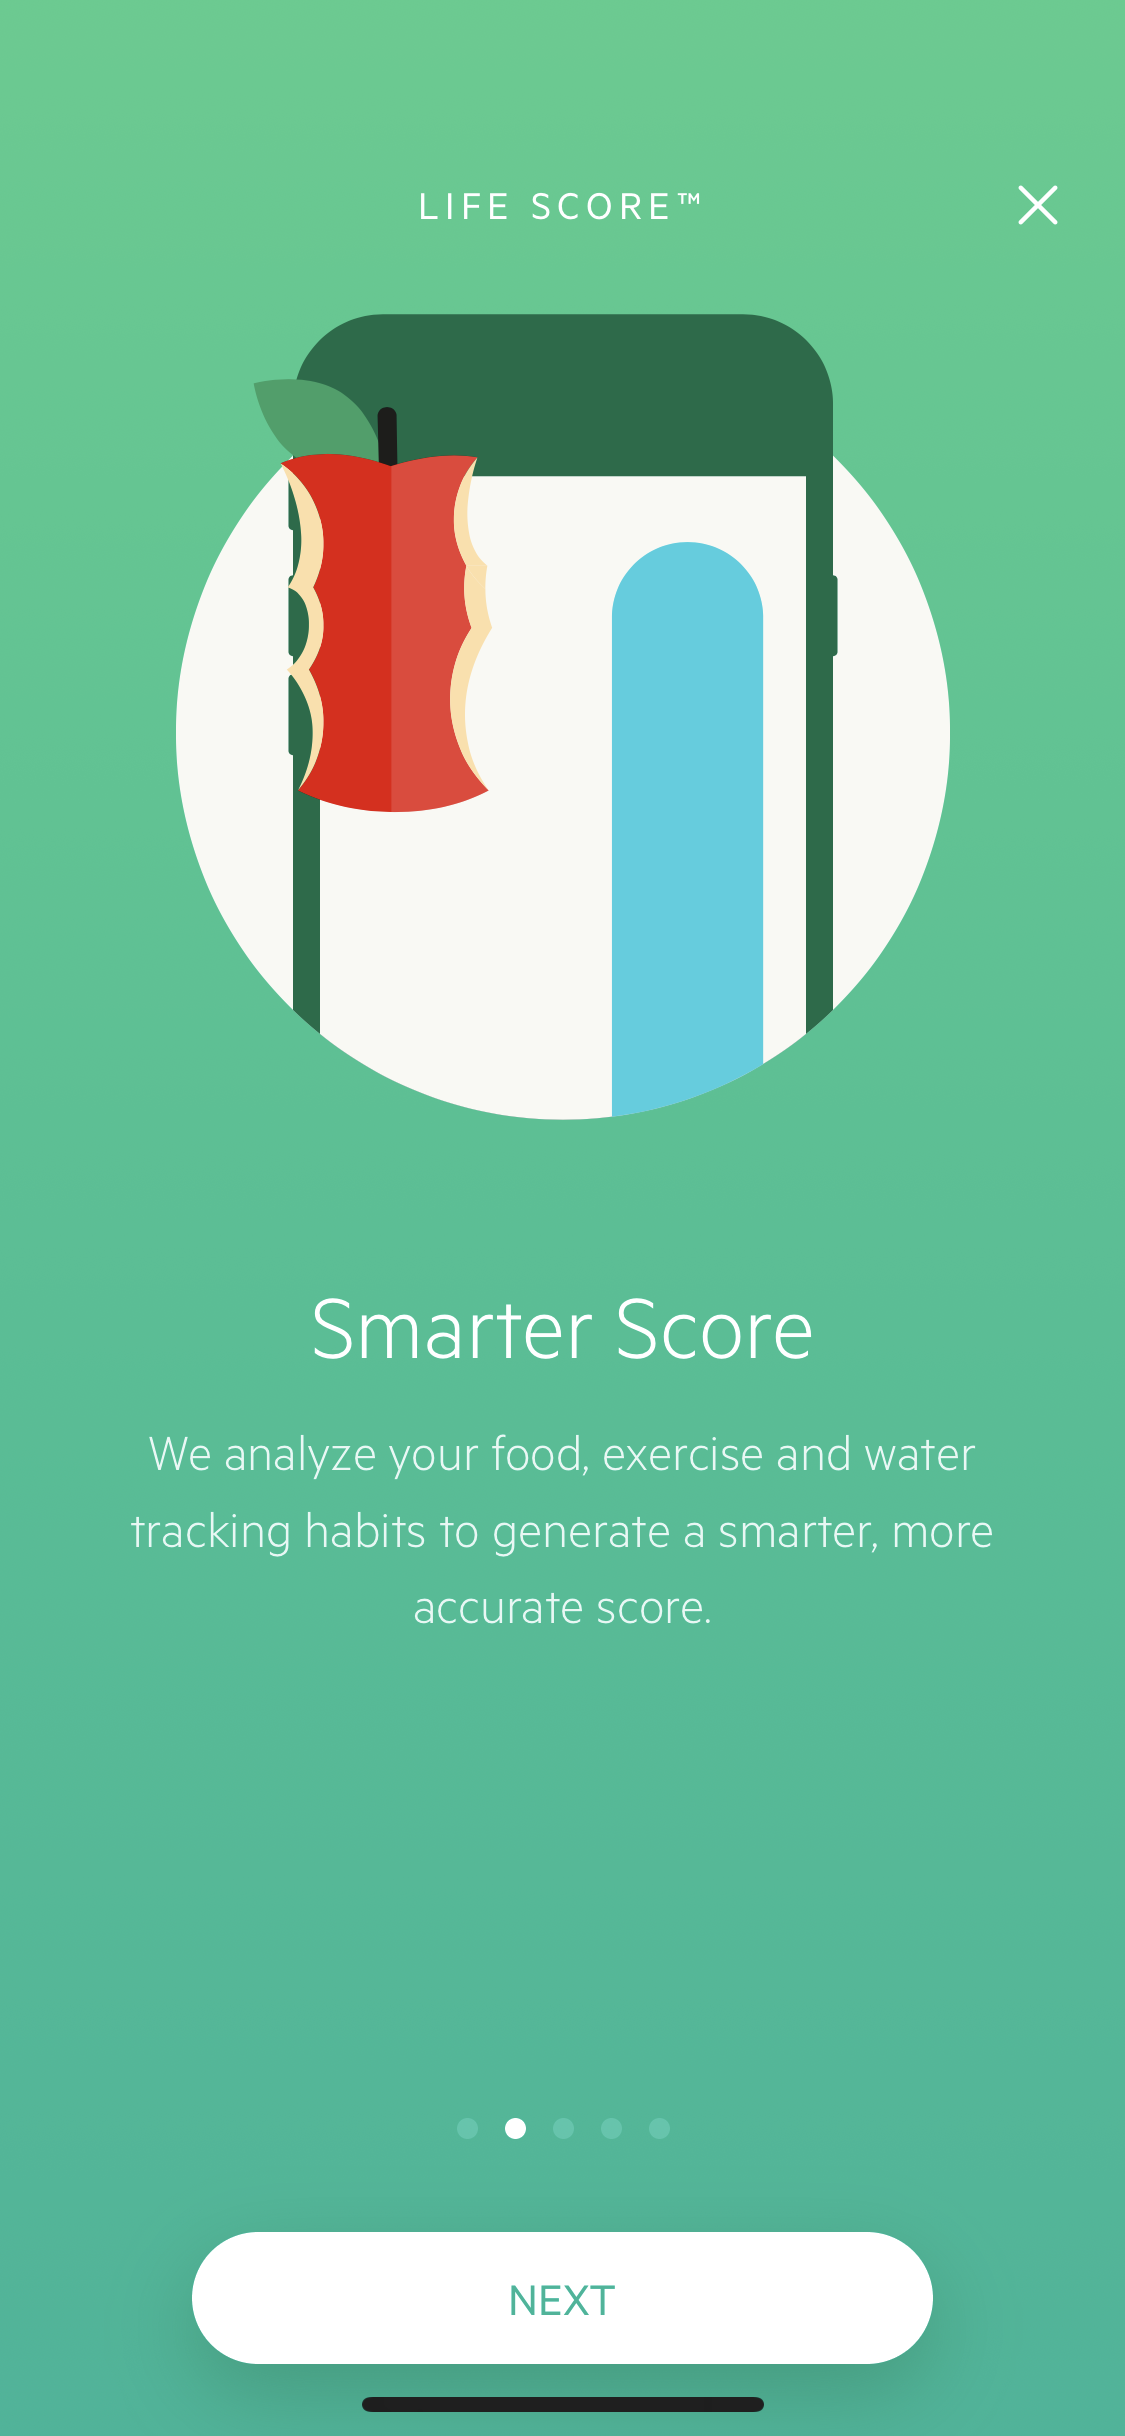 LIFE SCORE™
Smarter Score
We analyze your food, exercise and water
tracking habits to generate a smarter, more
accurate score.
NEXT